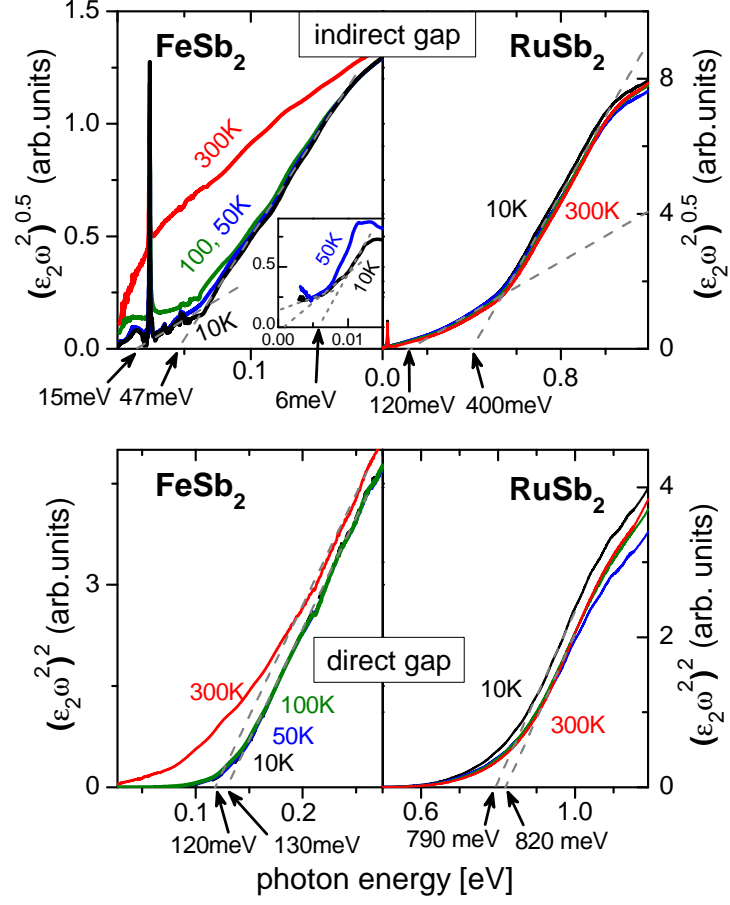 FeSb₂ indirect gap RuSb₂
(ε₂ω²)^0.5 (arb.units)
1.5
1.0
0.5
0.0
300K
100, 50K
10K
0.1
15meV 47meV
50K
10K
0.75
0.25
0.0
0.00 0.01
6meV
10K
300K
8
4
0
(ε₂ω²)^0.5 (arb.units)
0.0 0.8
120meV 400meV
FeSb₂ RuSb₂
(ε₂ω²)² (arb.units)
3
0
300K
100K
50K
10K
0.1 0.2
120meV 130meV
direct gap
10K
300K
4
2
0
(ε₂ω²)² (arb. units)
0.6 1.0
790 meV 820 meV
photon energy [eV]